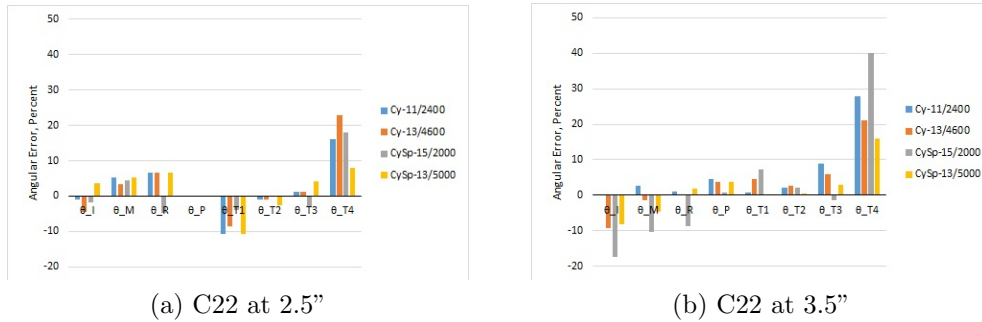 50
40
30
20
10
0
-10
-20
Angular Error, Percent
θ_I θ_M θ_R θ_P θ_T1 θ_T2 θ_T3 θ_T4
Cy-11/2400
Cy-13/4600
CySp-15/2000
CySp-13/5000
(a) C22 at 2.5”
50
40
30
20
10
0
-10
-20
Angular Error, Percent
θ_I θ_M θ_R θ_P θ_T1 θ_T2 θ_T3 θ_T4
Cy-11/2400
Cy-13/4600
CySp-15/2000
CySp-13/5000
(b) C22 at 3.5”